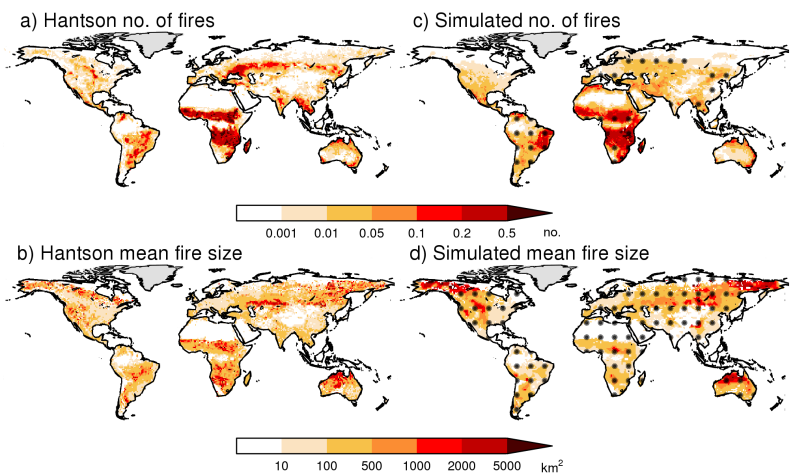 a) Hantson no. of fires
c) Simulated no. of fires
0.001 0.01 0.05 0.1 0.2 0.5 no.
b) Hantson mean fire size
d) Simulated mean fire size
10 100 500 1000 2000 5000 km²